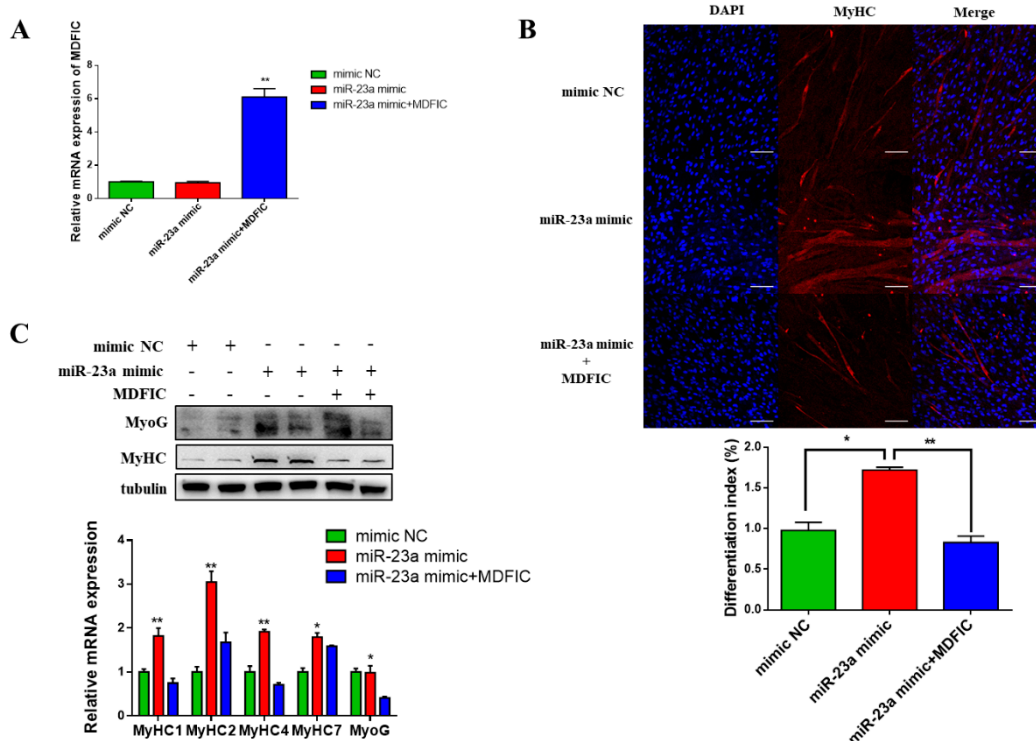 A
Relative mRNA expression of MDFIC
8
6
4
2
0
**
mimic NC
miR-23a mimic
miR-23a mimic+MDFIC
mimic NC
miR-23a mimic
miR-23a mimic+MDFIC
B
DAPI MyHC Merge
mimic NC
miR-23a mimic
miR-23a mimic
+
MDFIC
Differentiation index (%)
2.0
1.5
1.0
0.5
0.0
* **
mimic NC
miR-23a mimic
miR-23a mimic+MDFIC
C
mimic NC + + - - - -
miR-23a mimic - - + + + +
MDFIC - - - - + +
MyoG
MyHC
tubulin
Relative mRNA expression
4
3
2
1
0
mimic NC
miR-23a mimic
miR-23a mimic+MDFIC
** ** ** * *
MyHC1 MyHC2 MyHC4 MyHC7 MyoG